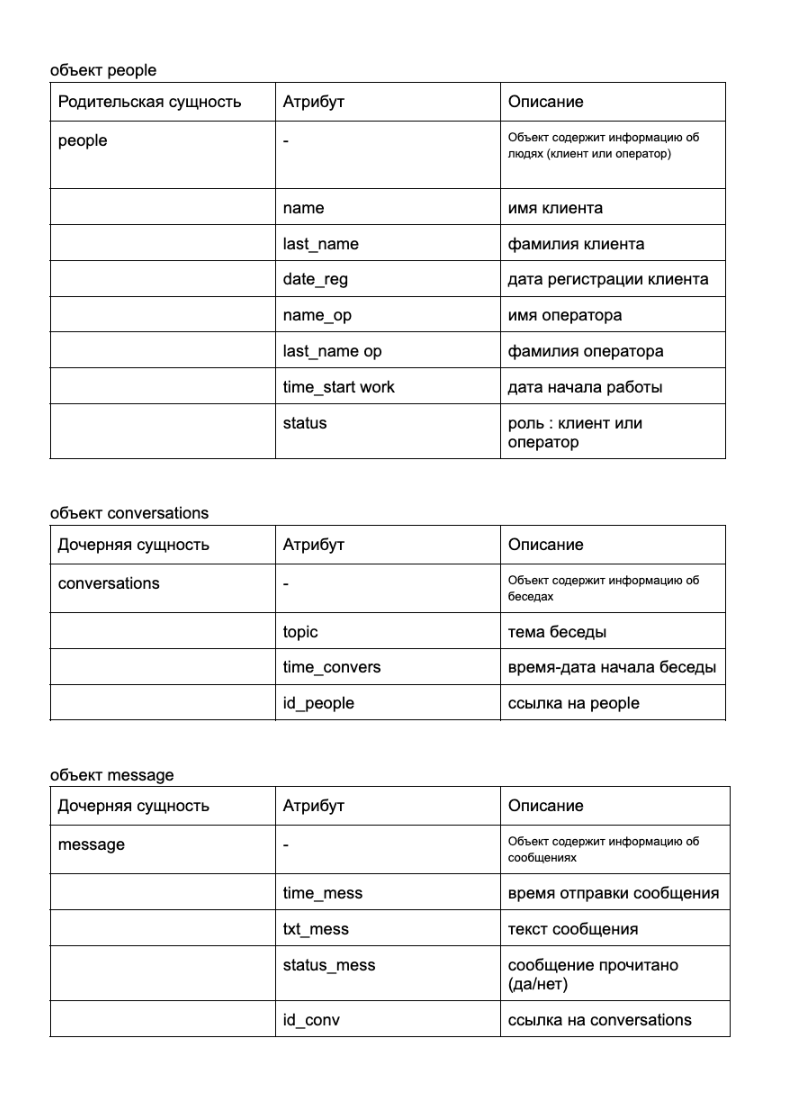 объект people
Родительская сущность Атрибут Описание
people - Объект содержит информацию об
людях (клиент или оператор)
name имя клиента
last_name фамилия клиента
date_reg дата регистрации клиента
name_op имя оператора
last_name op фамилия оператора
time_start work дата начала работы
status роль : клиент или
оператор
объект conversations
Дочерняя сущность Атрибут Описание
conversations - Объект содержит информацию об
беседах
topic тема беседы
time_convers время-дата начала беседы
id_people ссылка на people
объект message
Дочерняя сущность Атрибут Описание
message - Объект содержит информацию об
сообщениях
time_mess время отправки сообщения
txt_mess текст сообщения
status_mess сообщение прочитано
(да/нет)
id_conv ссылка на conversations